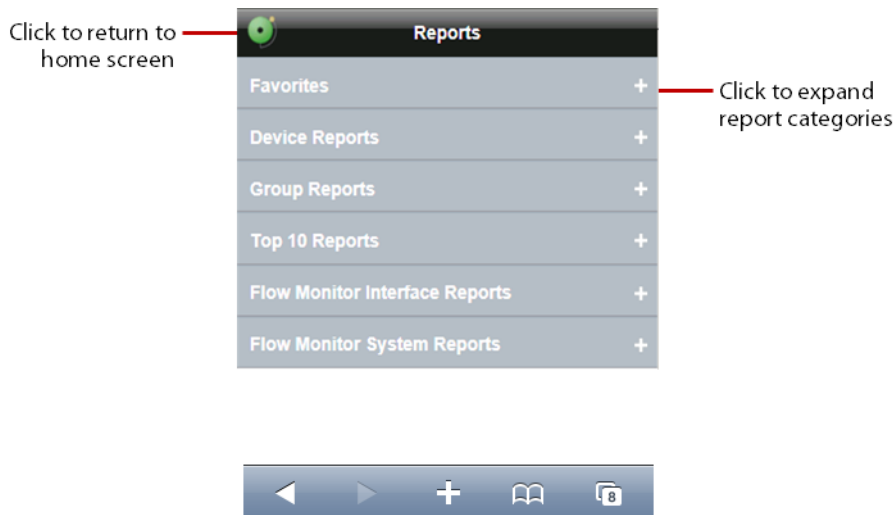 Click to return to
home screen
Reports
Favorites +
Click to expand
report categories
Device Reports +
Group Reports +
Top 10 Reports +
Flow Monitor Interface Reports +
Flow Monitor System Reports +
8